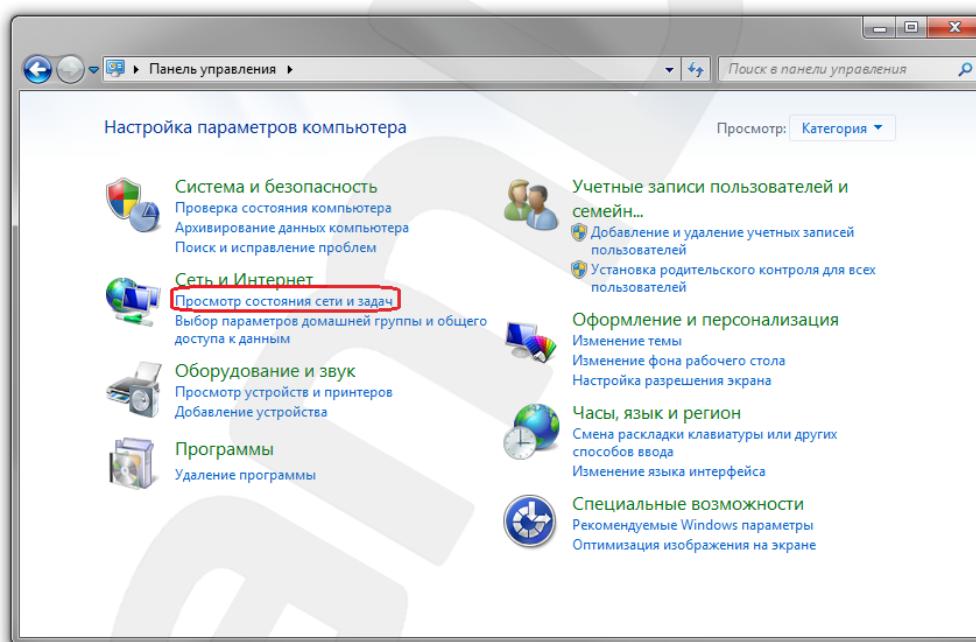 Панель управления
Поиск в панели управления
Настройка параметров компьютера
Просмотр: Категория
Система и безопасность
Проверка состояния компьютера
Архивирование данных компьютера
Поиск и исправление проблем
Сеть и Интернет
Просмотр состояния сети и задач
Выбор параметров домашней группы и общего
доступа к данным
Оборудование и звук
Просмотр устройств и принтеров
Добавление устройства
Программы
Удаление программы
Учетные записи пользователей и
семейн...
Добавление и удаление учетных записей
пользователей
Установка родительского контроля для всех
пользователей
Оформление и персонализация
Изменение темы
Изменение фона рабочего стола
Настройка разрешения экрана
Часы, язык и регион
Смена раскладки клавиатуры или других
способов ввода
Изменение языка интерфейса
Специальные возможности
Рекомендуемые Windows параметры
Оптимизация изображения на экране